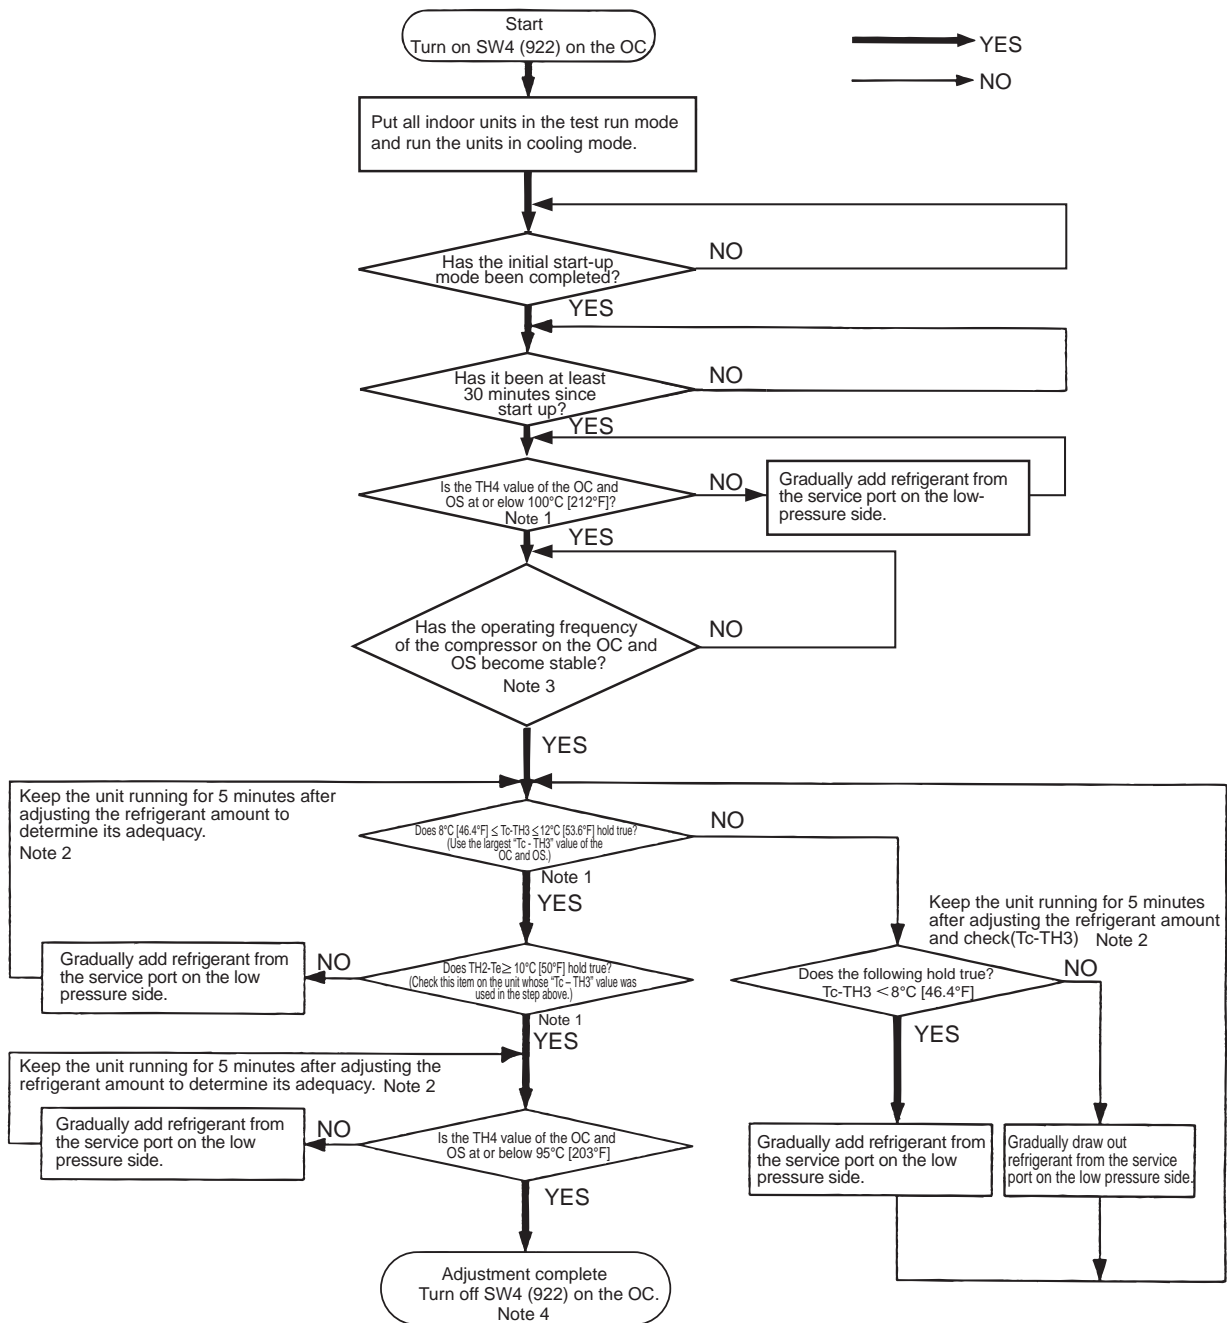 Start
Turn on SW4 (922) on the OC.
YES
NO
Put all indoor units in the test run mode
and run the units in cooling mode.
Has the initial start-up
mode been completed?
NO
YES
Has it been at least
30 minutes since
start up?
NO
YES
Is the TH4 value of the OC and
OS at or elow 100°C [212°F]?
Note 1
NO
Gradually add refrigerant from
the service port on the low-
pressure side.
YES
Has the operating frequency
of the compressor on the OC and
OS become stable?
Note 3
NO
YES
Keep the unit running for 5 minutes after
adjusting the refrigerant amount to
determine its adequacy.
Note 2
Does 8°C [46.4°F] ≤ Tc-TH3 ≤12°C [53.6°F] hold true?
(Use the largest “Tc - TH3” value of the
OC and OS.)
Note 1
NO
YES
Keep the unit running for 5 minutes
after adjusting the refrigerant amount
and check(Tc-TH3) Note 2
Gradually add refrigerant from
the service port on the low
pressure side.
NO
Does TH2-Te≥ 10°C [50°F] hold true?
(Check this item on the unit whose “Tc – TH3” value was
used in the step above.)
Note 1
YES
Does the following hold true?
Tc-TH3 <8°C [46.4°F]
NO
YES
Keep the unit running for 5 minutes after adjusting the
refrigerant amount to determine its adequacy. Note 2
Gradually add refrigerant from
the service port on the low
pressure side.
NO
Is the TH4 value of the OC and
OS at or below 95°C [203°F]
YES
Gradually add refrigerant from
the service port on the low
pressure side.
Gradually draw out
refrigerant from the service
port on the low pressure side.
Adjustment complete
Turn off SW4 (922) on the OC.
Note 4